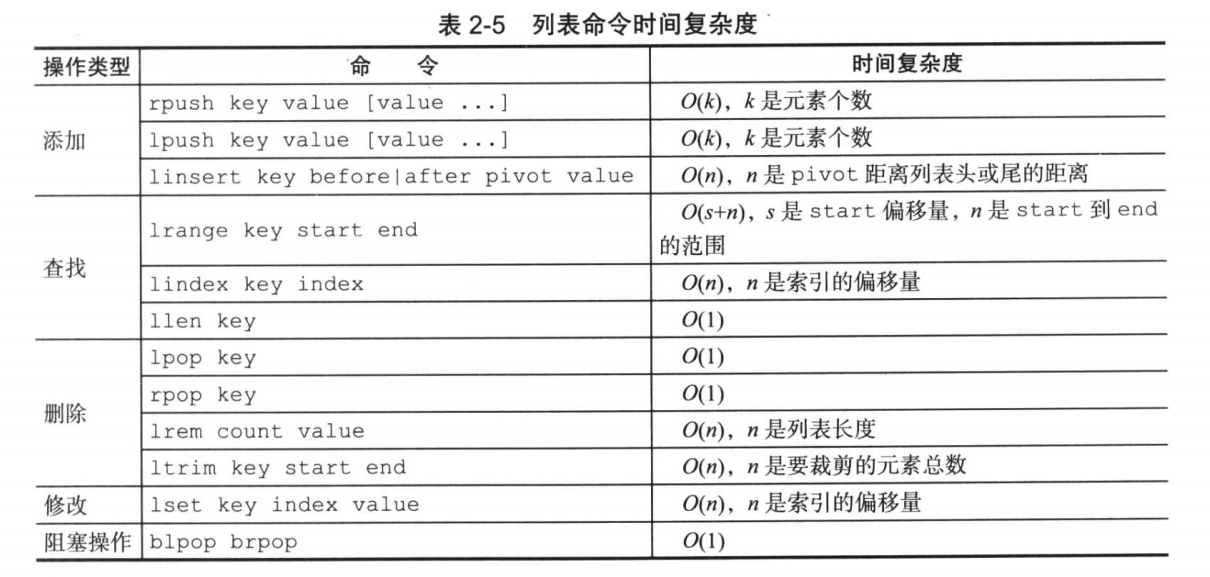 表 2-5 列表命令时间复杂度
操作类型 命 令 时间复杂度
添加 rpush key value [value ...] O(k), k 是元素个数
lpush key value [value ...] O(k), k 是元素个数
linsert key before|after pivot value O(n), n 是 pivot 距离列表头或尾的距离
查找 lrange key start end O(s+n), s 是 start 偏移量, n 是 start 到 end
的范围
lindex key index O(n), n 是索引的偏移量
llen key O(1)
删除 lpop key O(1)
rpop key O(1)
lrem count value O(n), n 是列表长度
ltrim key start end O(n), n 是要裁剪的元素总数
修改 lset key index value O(n), n 是索引的偏移量
阻塞操作 blpop brpop O(1)